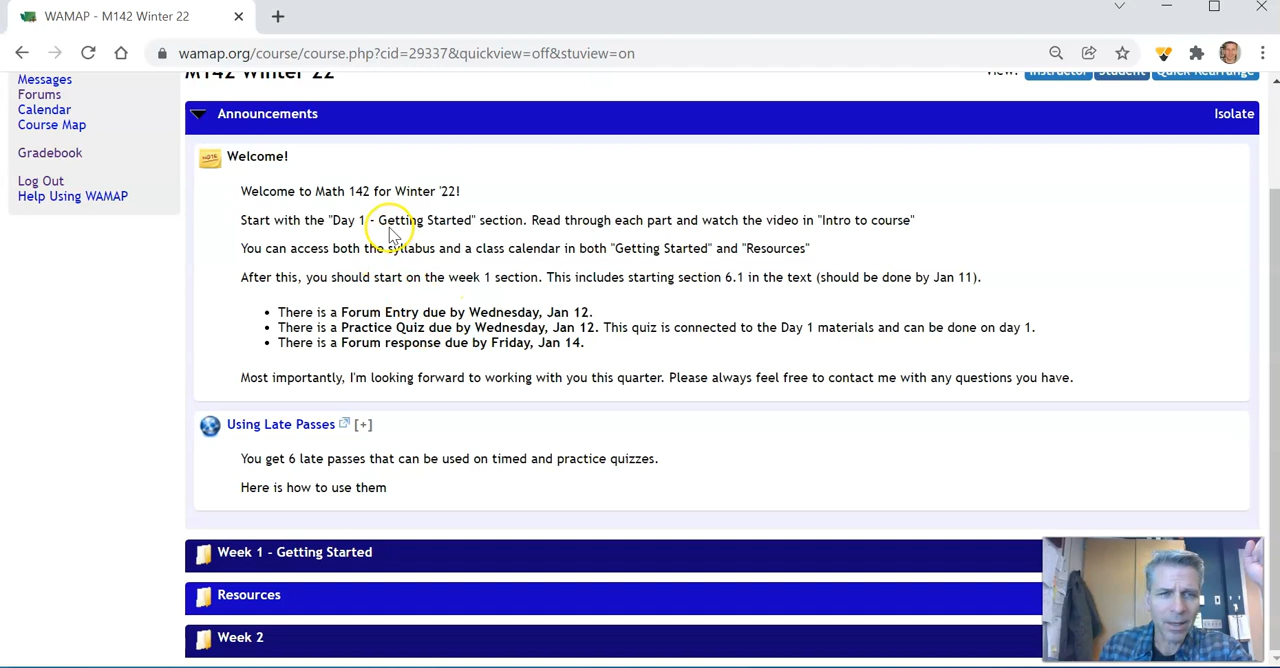 WAMAP - M142 Winter 22
wamap.org/course/course.php?cid=29337&quickview=off&stuview=on
M142 Winter '22
View: Instructor Student Quick Rearrange
Messages
Forums
Calendar
Course Map
Gradebook
Log Out
Help Using WAMAP
Announcements
Isolate
NOTE
Welcome!
Welcome to Math 142 for Winter '22!
Start with the "Day 1 - Getting Started" section. Read through each part and watch the video in "Intro to course"
You can access both the syllabus and a class calendar in both "Getting Started" and "Resources"
After this, you should start on the week 1 section. This includes starting section 6.1 in the text (should be done by Jan 11).
• There is a Forum Entry due by Wednesday, Jan 12.
• There is a Practice Quiz due by Wednesday, Jan 12. This quiz is connected to the Day 1 materials and can be done on day 1.
• There is a Forum response due by Friday, Jan 14.
Most importantly, I'm looking forward to working with you this quarter. Please always feel free to contact me with any questions you have.
Using Late Passes [+]
You get 6 late passes that can be used on timed and practice quizzes.
Here is how to use them
Week 1 - Getting Started
Resources
Week 2